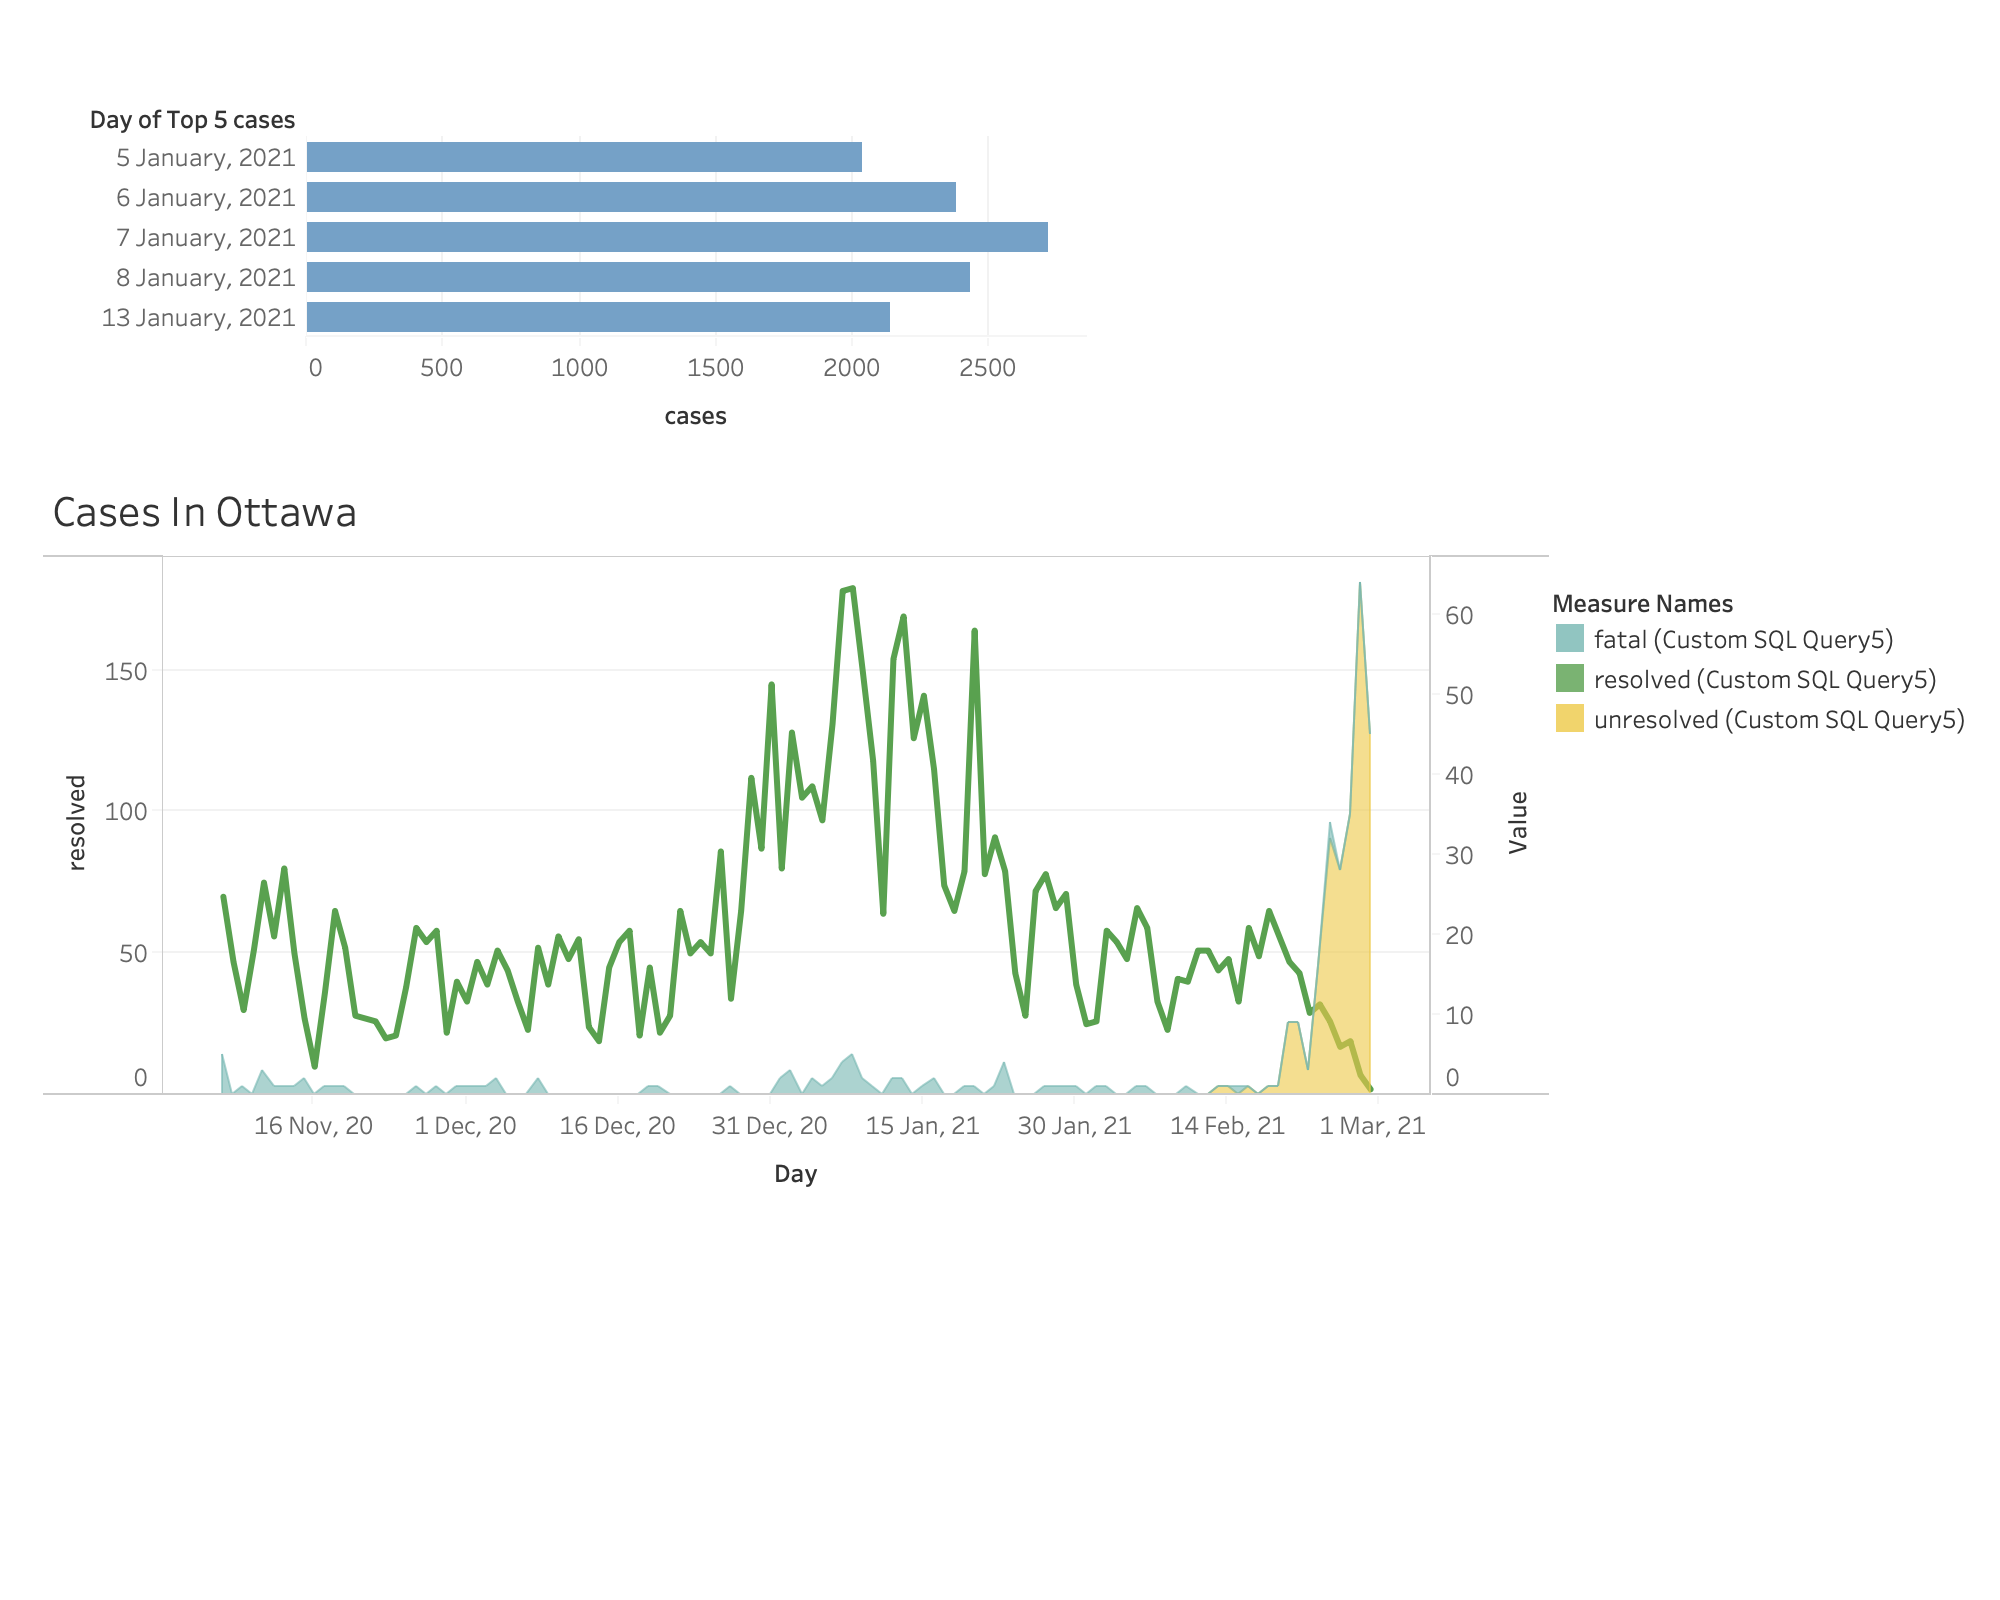 Day of Top 5 cases
5 January, 2021
6 January, 2021
7 January, 2021
8 January, 2021
13 January, 2021
0 500 1000 1500 2000 2500
cases
Cases In Ottawa
resolved
150
100
50
0
60
50
40
30
20
10
0
Value
16 Nov, 20 1 Dec, 20 16 Dec, 20 31 Dec, 20 15 Jan, 21 30 Jan, 21 14 Feb, 21 1 Mar, 21
Day
Measure Names
fatal (Custom SQL Query5)
resolved (Custom SQL Query5)
unresolved (Custom SQL Query5)